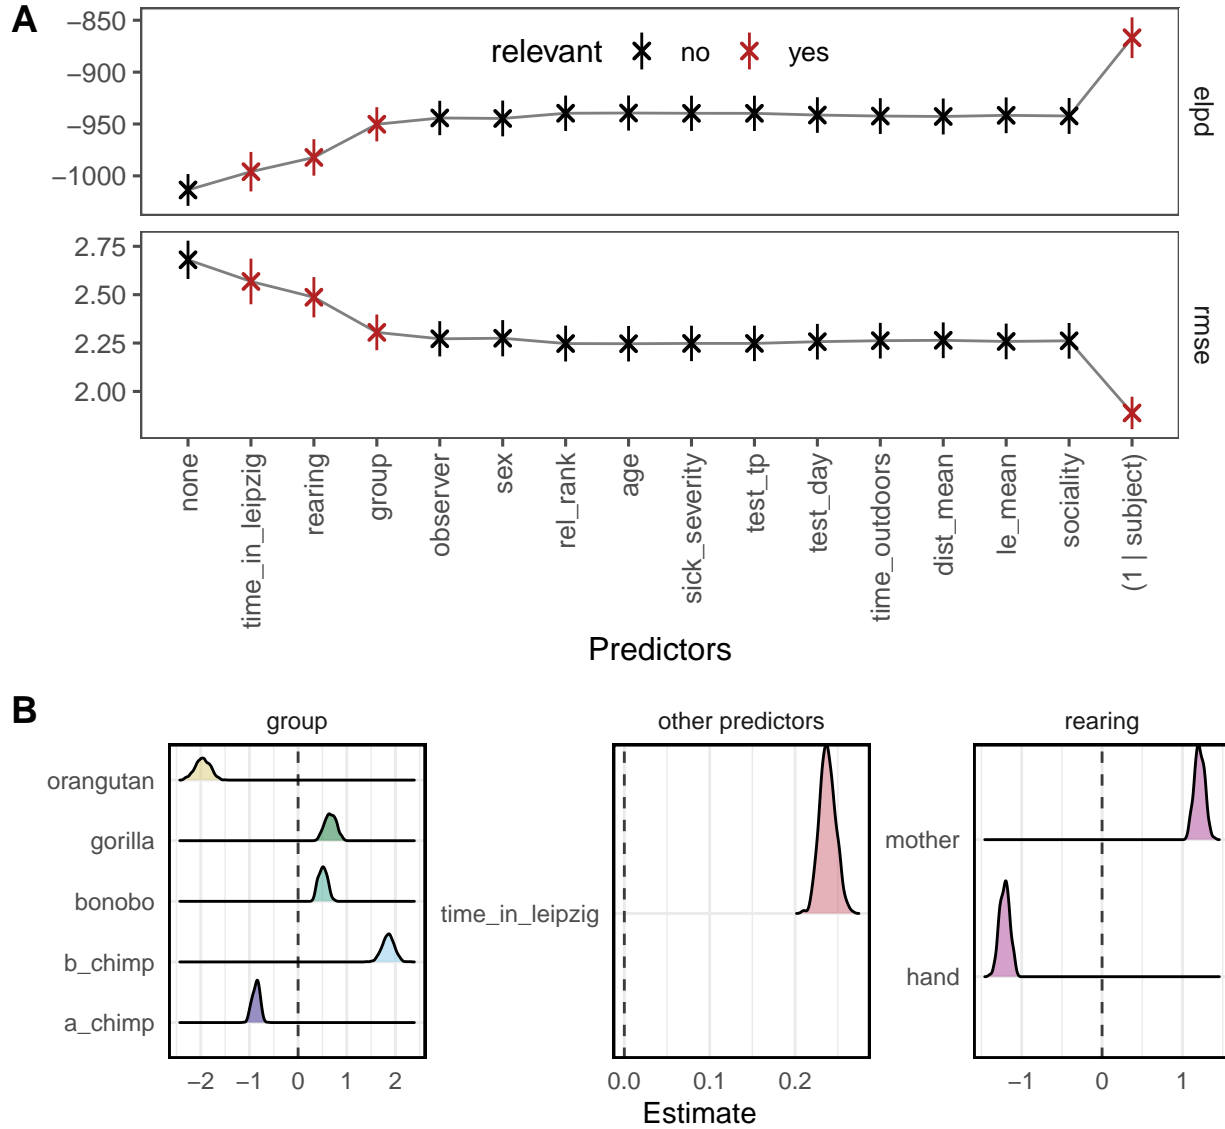 A
−850
−900
−950
−1000
relevant no yes
elpd
2.75
2.50
2.25
2.00
rmse
none
time_in_leipzig
rearing
group
observer
sex
rel_rank
age
sick_severity
test_tp
test_day
time_outdoors
dist_mean
le_mean
sociality
(1 | subject)
Predictors
B
group
orangutan
gorilla
bonobo
b_chimp
a_chimp
−2 −1 0 1 2
other predictors
time_in_leipzig
0.0 0.1 0.2
rearing
mother
hand
−1 0 1
Estimate